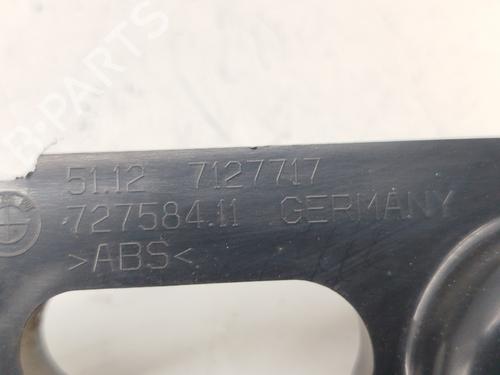 B-PARTS
51.12 7127717
727584.11 GERMANY
>ABS<